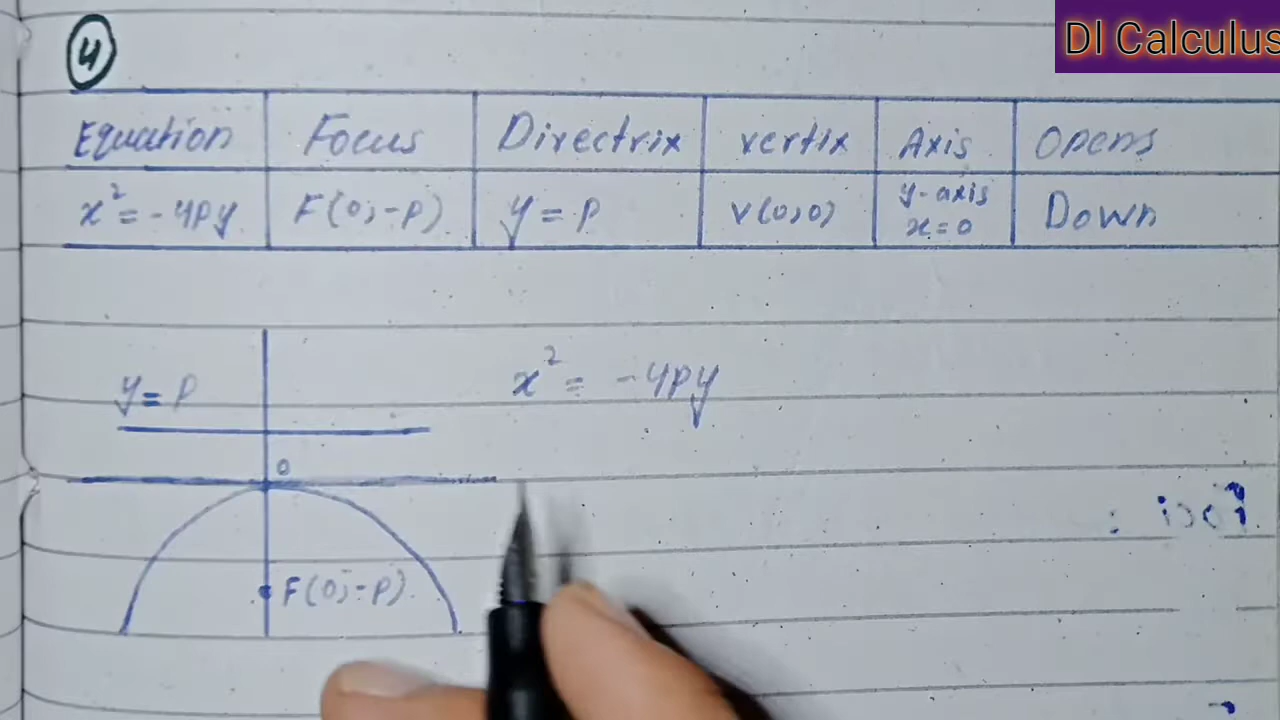 DI Calculus
4
Equation Focus Directrix vertix Axis Opens
x² = -4py F(0,-P) y = P v(0,0) y-axis x=0 Down
y = P x² = -4py
0
F(0,-P)
foci :